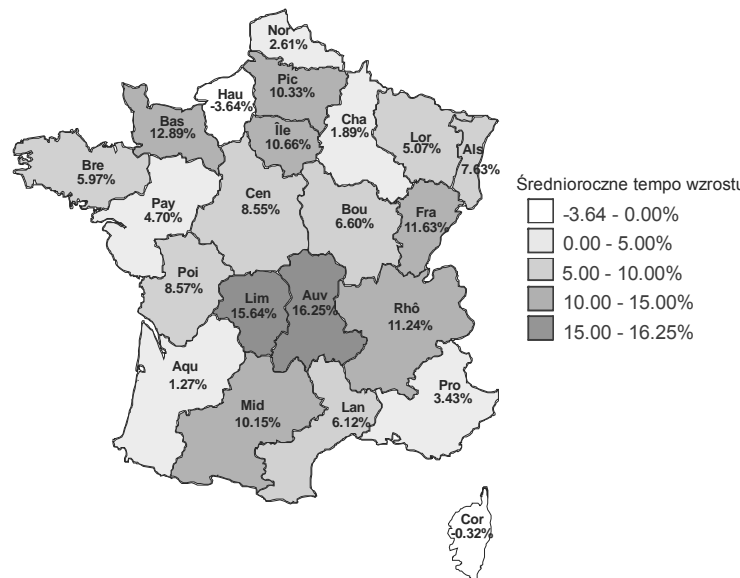 Nor
2.61%
Pic
10.33%
Hau
-3.64%
Bas
12.89%
Île
10.66%
Cha
1.89%
Lor
5.07%
Als
7.63%
Bre
5.97%
Pay
4.70%
Cen
8.55%
Bou
6.60%
Fra
11.63%
Poi
8.57%
Lim
15.64%
Auv
16.25%
Rhô
11.24%
Aqu
1.27%
Mid
10.15%
Lan
6.12%
Pro
3.43%
Cor
-0.32%
Średnioroczne tempo wzrostu
-3.64 - 0.00%
0.00 - 5.00%
5.00 - 10.00%
10.00 - 15.00%
15.00 - 16.25%